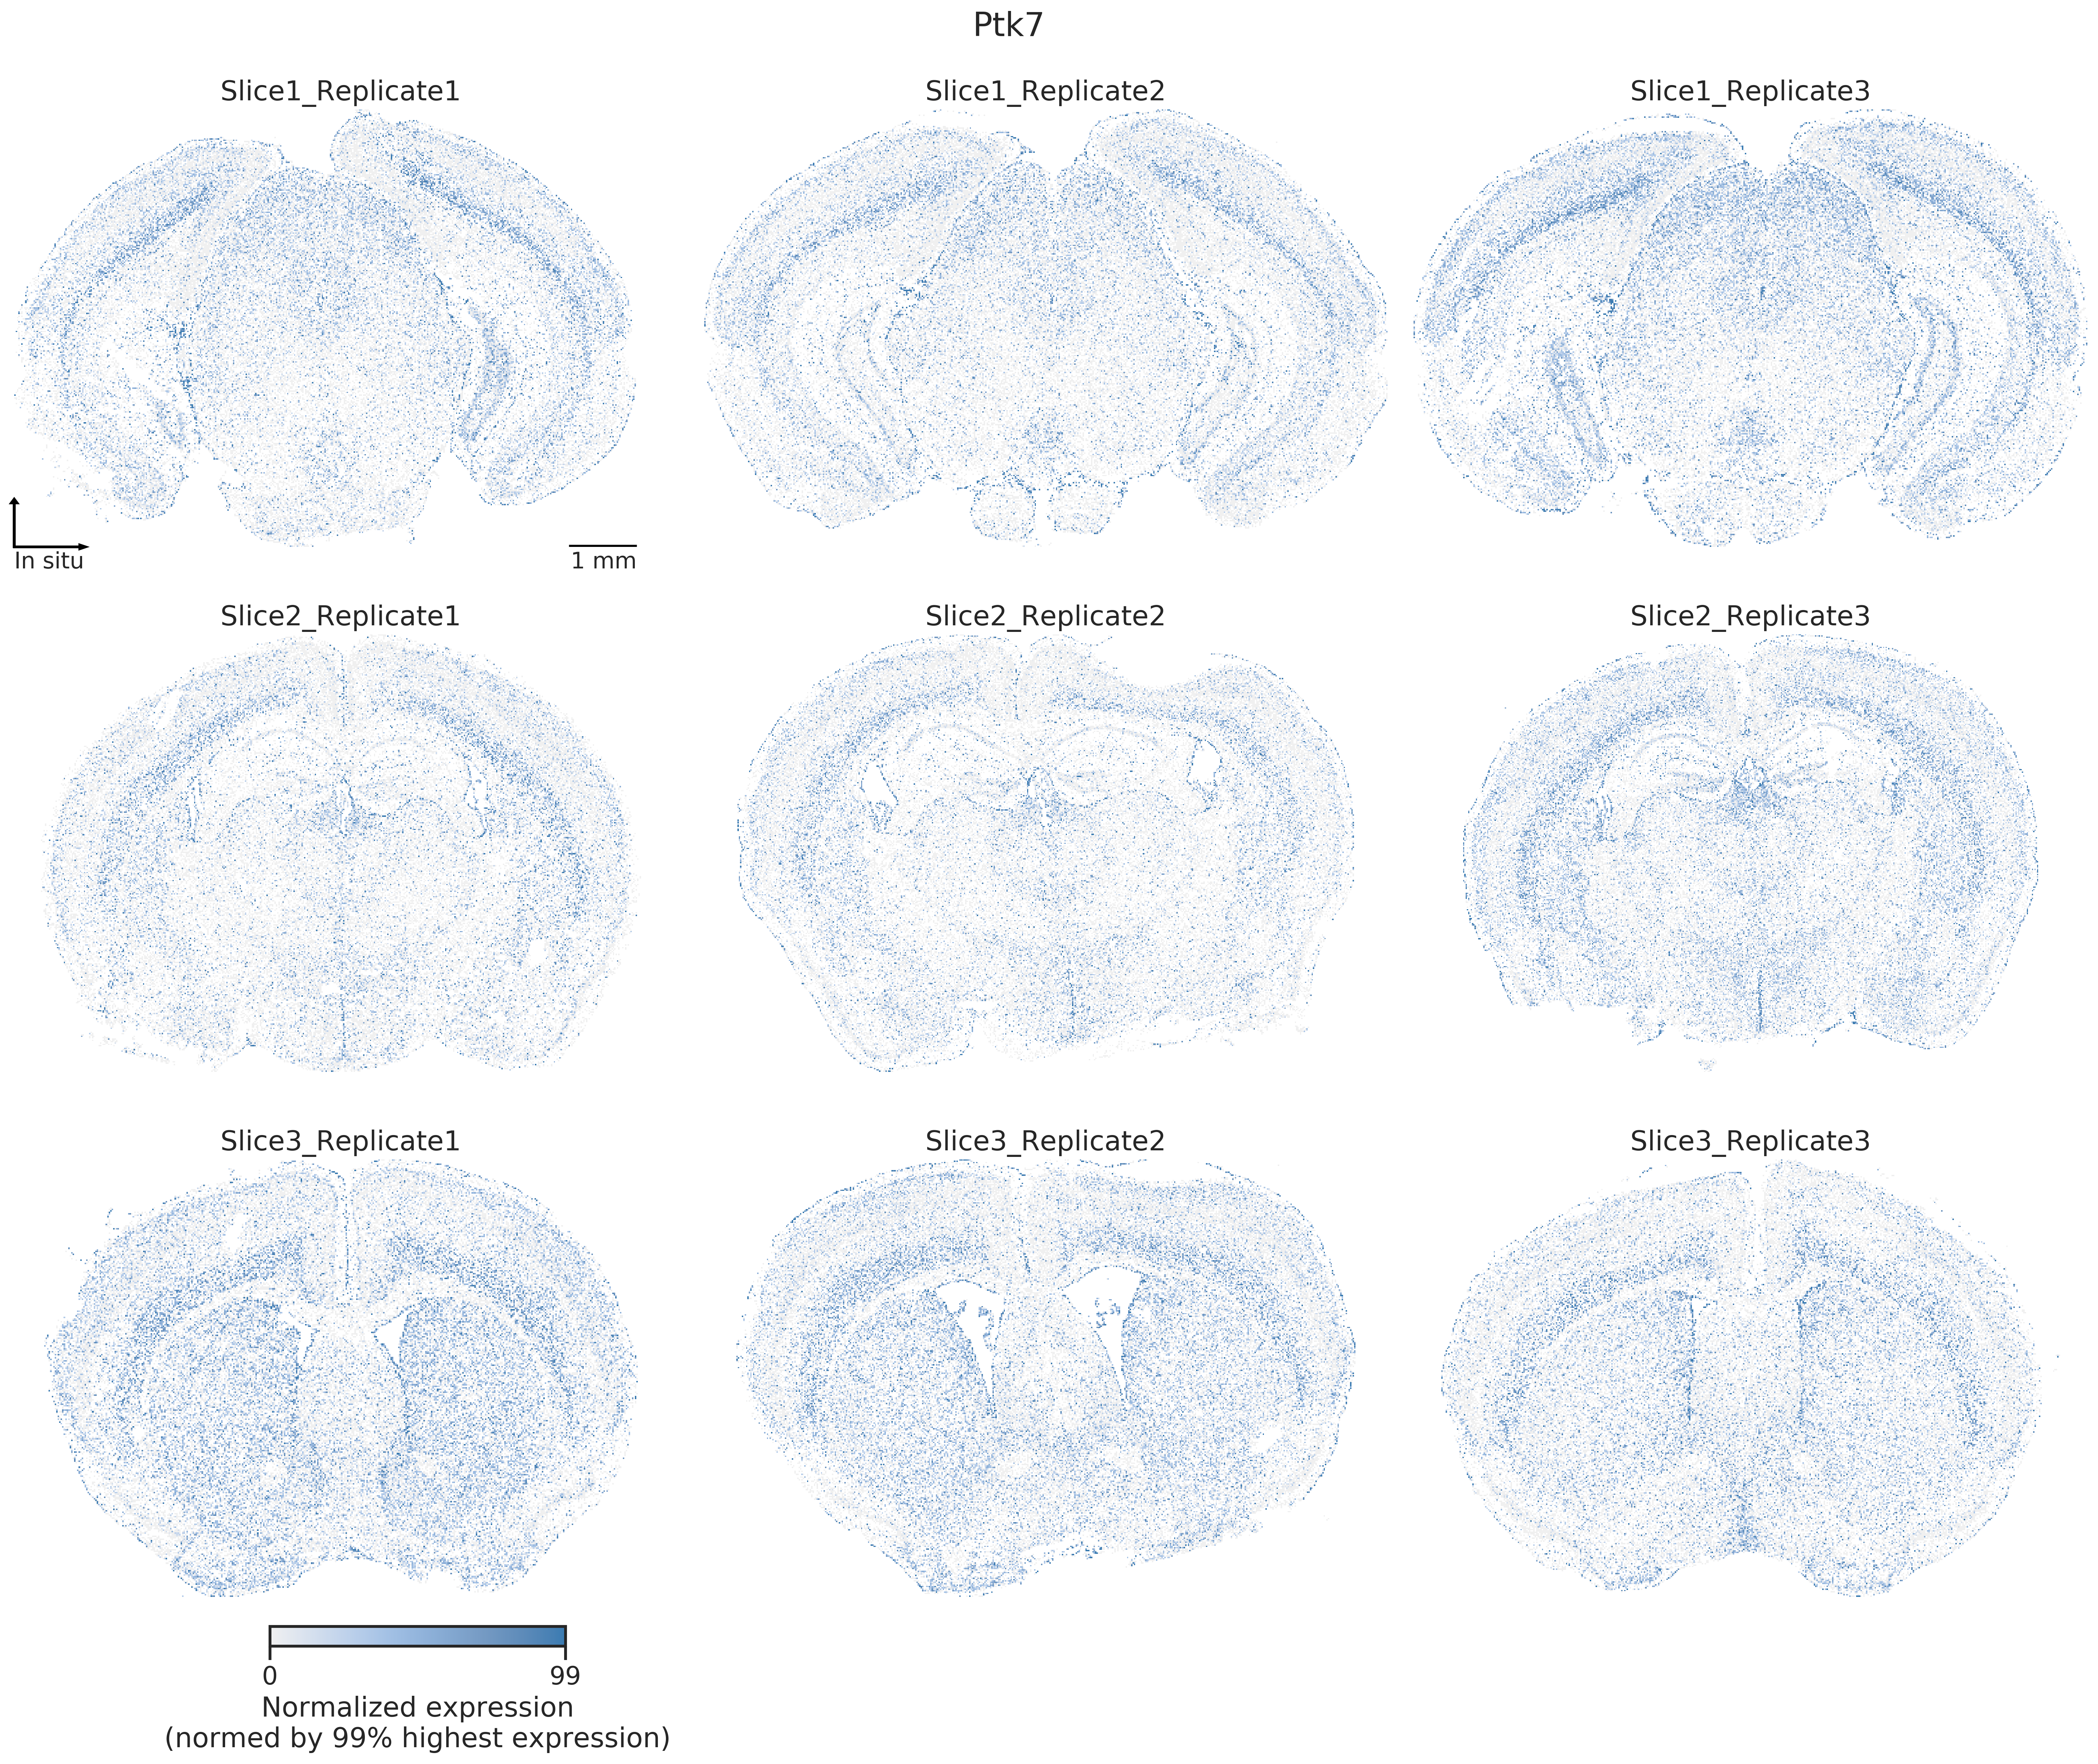 Ptk7
Slice1_Replicate1
Slice1_Replicate2
Slice1_Replicate3
In situ
1 mm
Slice2_Replicate1
Slice2_Replicate2
Slice2_Replicate3
Slice3_Replicate1
Slice3_Replicate2
Slice3_Replicate3
0
99
Normalized expression
(normed by 99% highest expression)